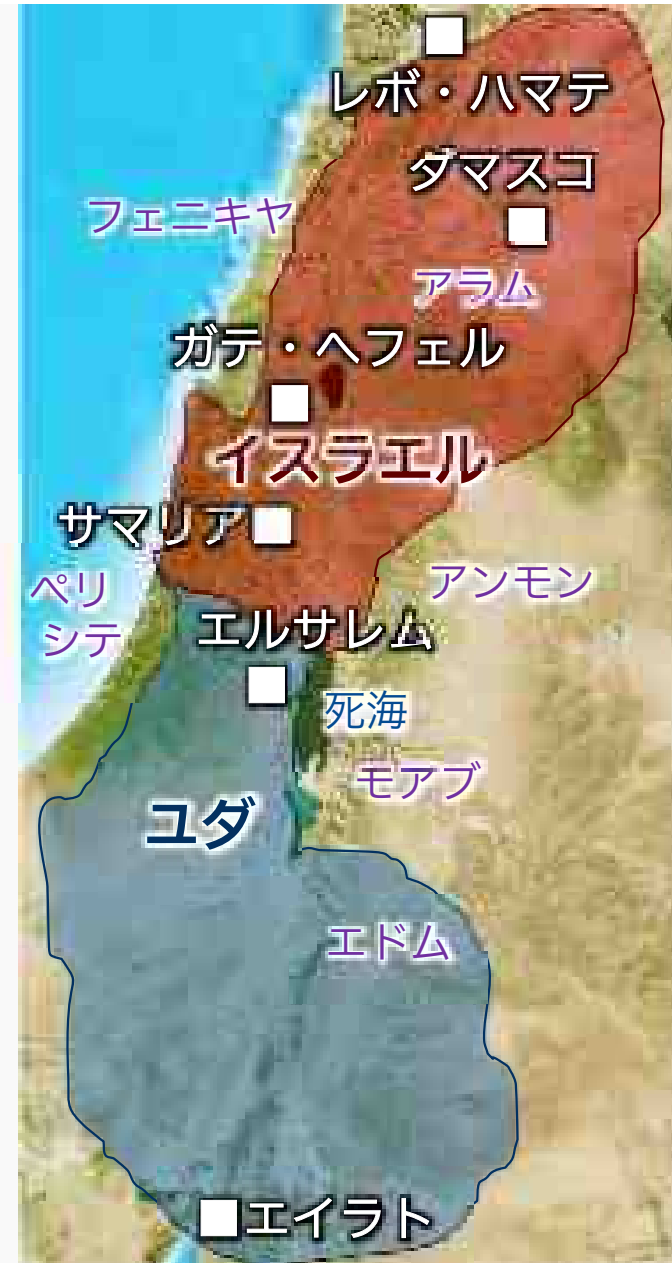 レボ・ハマテ
ダマスコ
フェニキヤ
アラム
ガテ・ヘフェル
イスラエル
サマリア
アンモン
ペリ
シテ
エルサレム
死海
モアブ
ユダ
エドム
エイラト